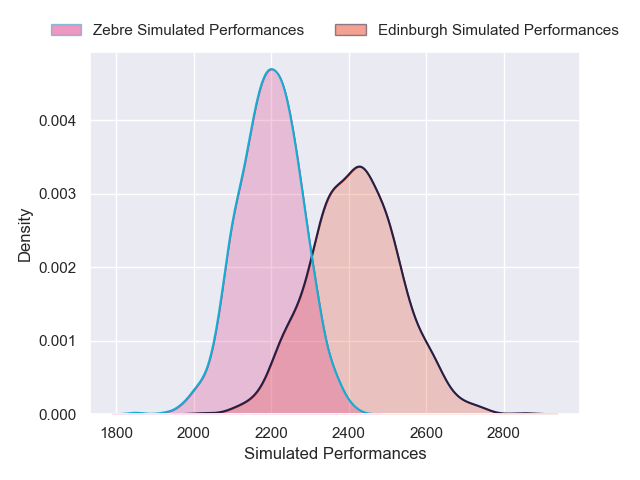 Zebre Simulated Performances Edinburgh Simulated Performances
0.004
0.003
0.002
0.001
0.000
Density
1800 2000 2200 2400 2600 2800
Simulated Performances